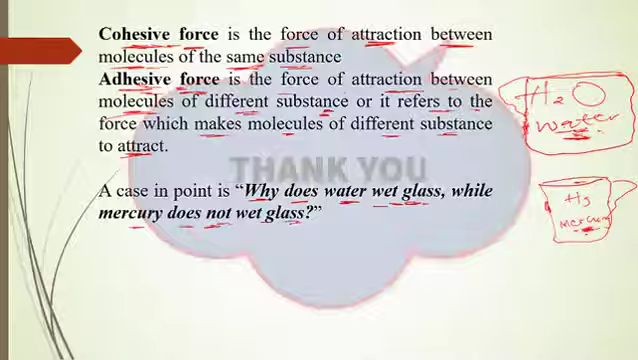 Cohesive force is the force of attraction between
molecules of the same substance
Adhesive force is the force of attraction between
molecules of different substance or it refers to the
force which makes molecules of different substance
to attract.
THANK YOU
A case in point is “Why does water wet glass, while
mercury does not wet glass?”
H2O
water
Hg
mercury